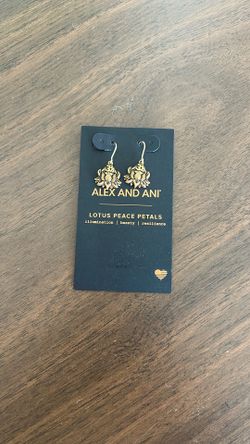 ALEX AND ANI
LOTUS PEACE PETALS
illumination | beauty | resilience